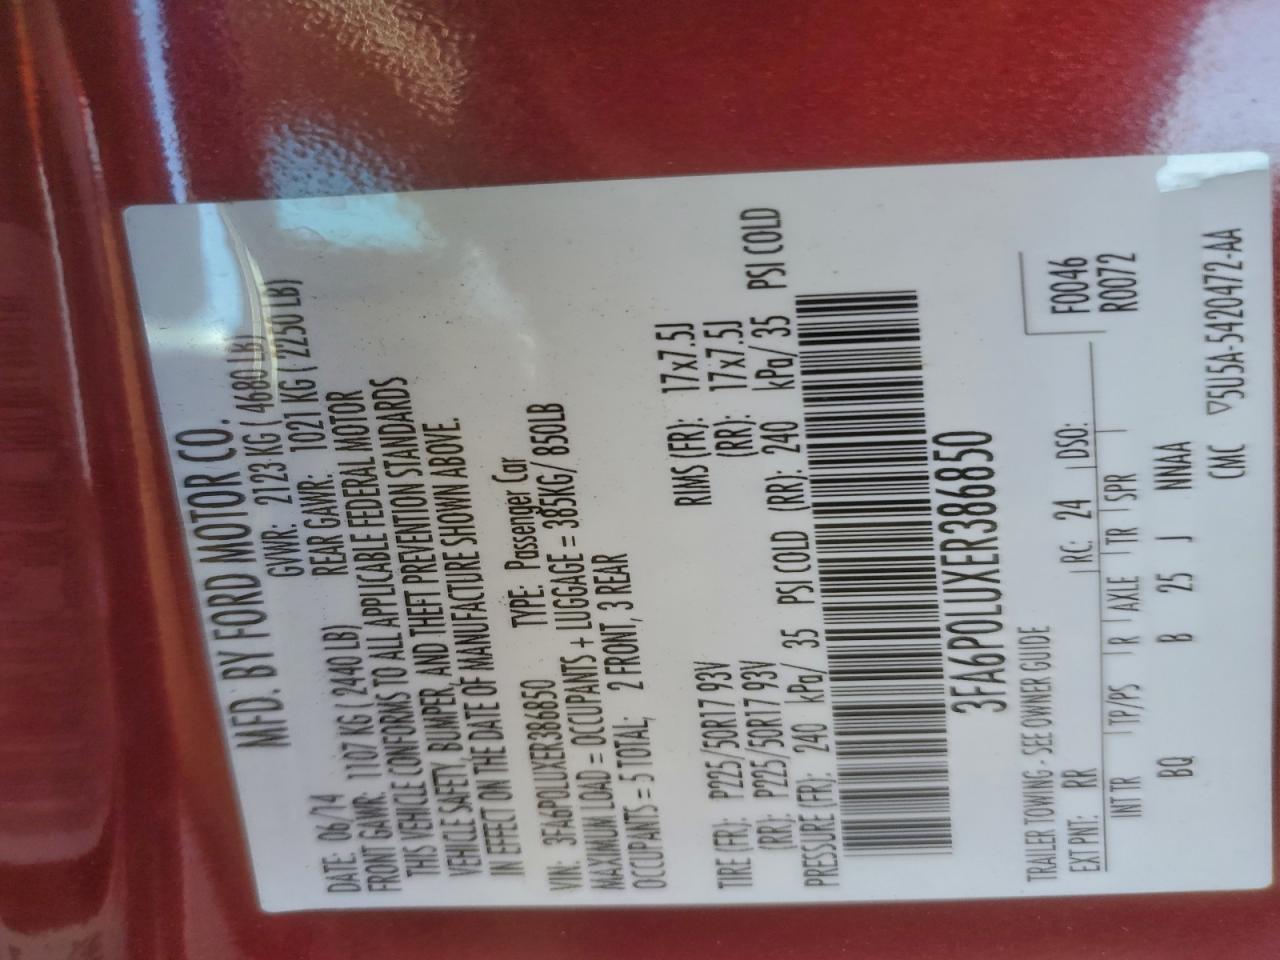 MFD. BY FORD MOTOR CO.
DATE: 06/14 GVWR: 2123 KG ( 4680 LB)
FRONT GAWR: 1107 KG ( 2440 LB) REAR GAWR: 1021 KG ( 2250 LB)
THIS VEHICLE CONFORMS TO ALL APPLICABLE FEDERAL MOTOR
VEHICLE SAFETY, BUMPER, AND THEFT PREVENTION STANDARDS
IN EFFECT ON THE DATE OF MANUFACTURE SHOWN ABOVE.
VIN: 3FA6P0LUXER386850 TYPE: Passenger Car
MAXIMUM LOAD = OCCUPANTS + LUGGAGE = 385KG/ 850LB
OCCUPANTS = 5 TOTAL; 2 FRONT, 3 REAR
TIRE (FR): P225/50R17 93V RIMS (FR): 17x7.5J
(RR): P225/50R17 93V (RR): 17x7.5J
PRESSURE (FR): 240 kPa/ 35 PSI COLD (RR): 240 kPa/ 35 PSI COLD
3FA6P0LUXER386850
TRAILER TOWING - SEE OWNER GUIDE F0046
EXT PNT: RR RC: 24 DSO: R0072
INT TR TP/PS R AXLE TR SPR
BQ B 25 J NNAA
CMC ▽5U5A-5420472-AA